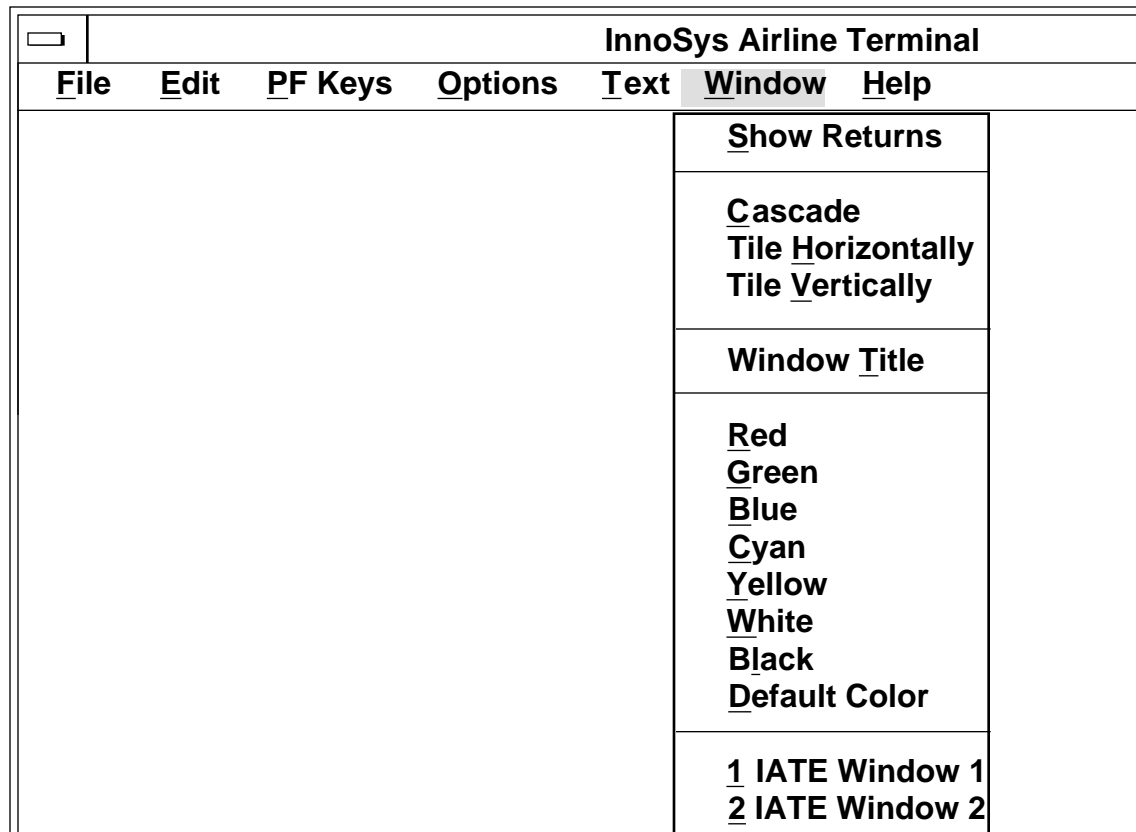 InnoSys Airline Terminal
File Edit PF Keys Options Text Window Help
Show Returns
Cascade
Tile Horizontally
Tile Vertically
Window Title
Red
Green
Blue
Cyan
Yellow
White
Black
Default Color
1 IATE Window 1
2 IATE Window 2